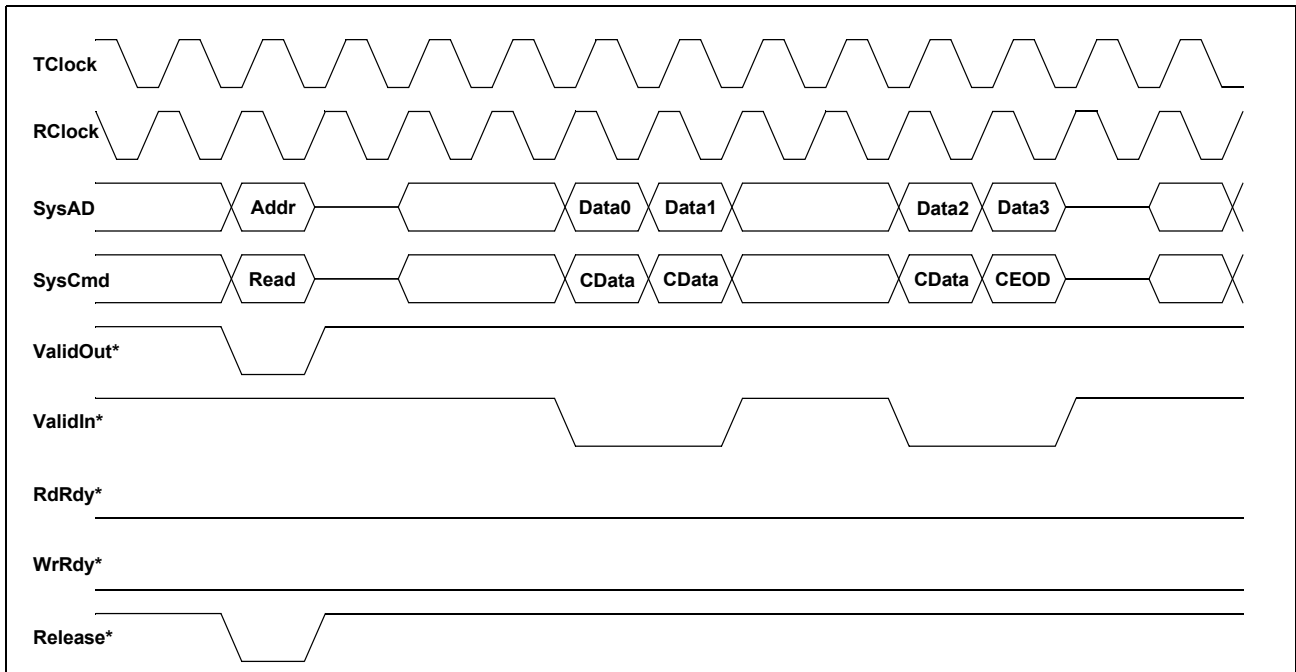 TClock
RClock
SysAD Addr Data0 Data1 Data2 Data3
SysCmd Read CData CData CData CEOD
ValidOut*
ValidIn*
RdRdy*
WrRdy*
Release*